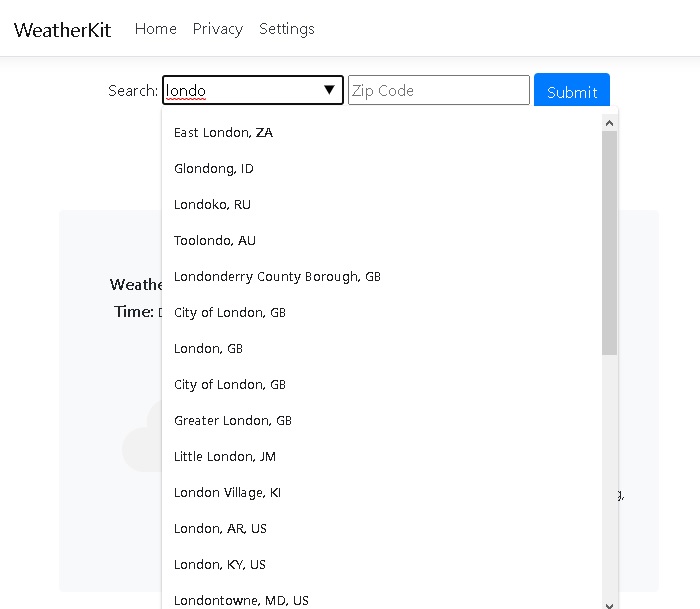 WeatherKit Home Privacy Settings
Search: londo Zip Code Submit
East London, ZA
Glondong, ID
Londoko, RU
Toolondo, AU
Londonderry County Borough, GB
City of London, GB
London, GB
City of London, GB
Greater London, GB
Little London, JM
London Village, KI
London, AR, US
London, KY, US
Londontowne, MD, US
Weathe
Time:
g,